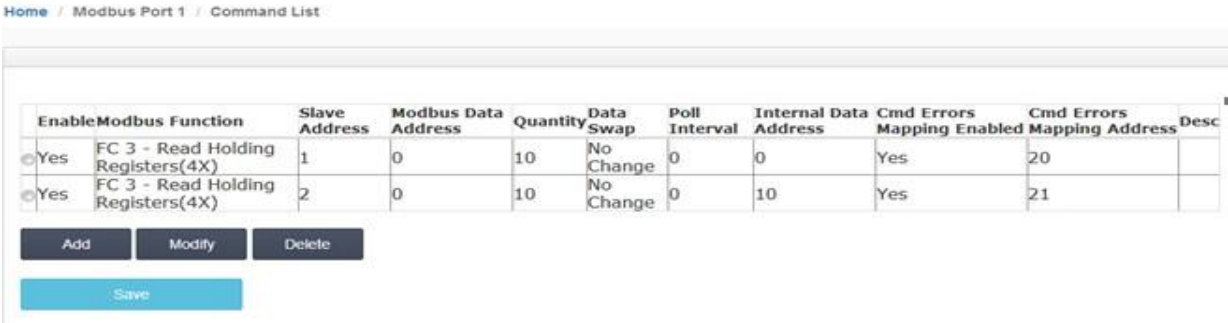 Home / Modbus Port 1 / Command List
Enable Modbus Function Slave Address Modbus Data Address Quantity Data Swap Poll Interval Internal Data Address Cmd Errors Mapping Enabled Cmd Errors Mapping Address Desc
Yes FC 3 - Read Holding Registers(4X) 1 0 10 No Change 0 0 Yes 20
Yes FC 3 - Read Holding Registers(4X) 2 0 10 No Change 0 10 Yes 21
Add Modify Delete
Save